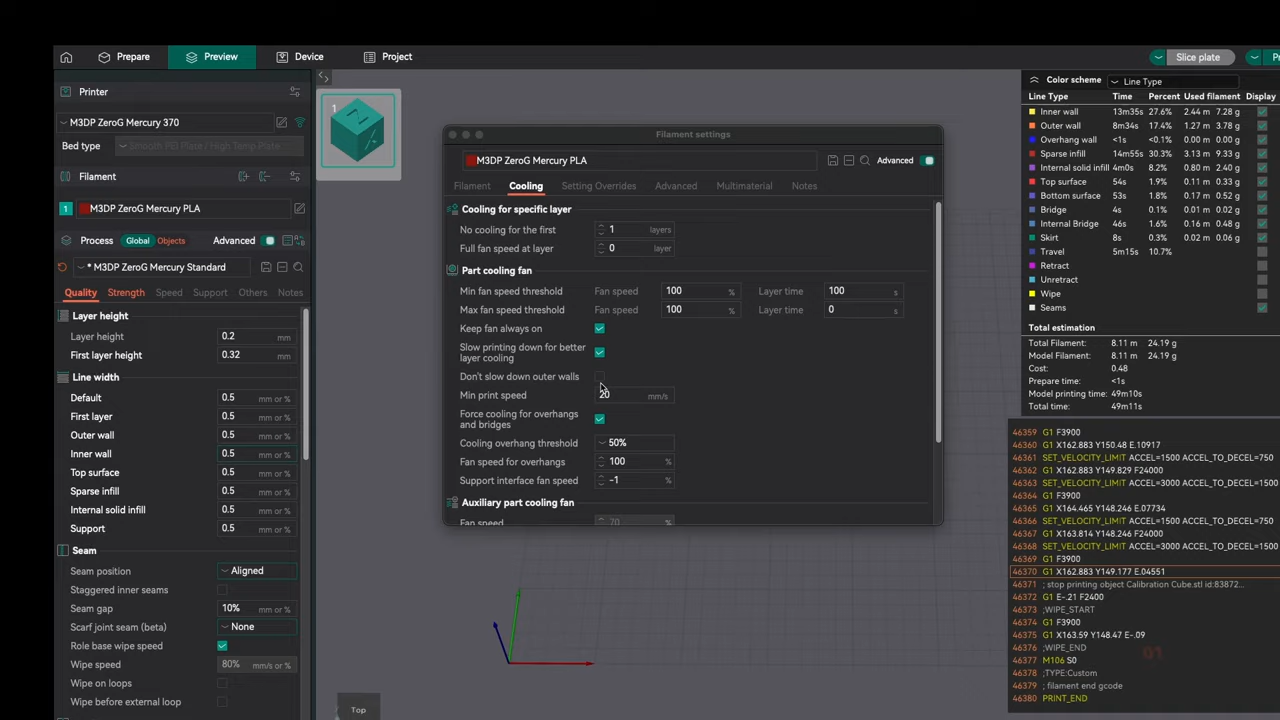 Prepare
Preview
Device
Project
Slice plate
Printer
M3DP ZeroG Mercury 370
Bed type
Smooth PEI Plate / High Temp Plate
Filament
1
M3DP ZeroG Mercury PLA
Process Global Objects Advanced
* M3DP ZeroG Mercury Standard
Quality Strength Speed Support Others Notes
Layer height
Layer height 0.2 mm
First layer height 0.32 mm
Line width
Default 0.5 mm or %
First layer 0.5 mm or %
Outer wall 0.5 mm or %
Inner wall 0.5 mm or %
Top surface 0.5 mm or %
Sparse infill 0.5 mm or %
Internal solid infill 0.5 mm or %
Support 0.5 mm or %
Seam
Seam position Aligned
Staggered inner seams
Seam gap 10% mm or %
Scarf joint seam (beta) None
Role base wipe speed
Wipe speed 80% mm/s or %
Wipe on loops
Wipe before external loop
1
Top
Filament settings
M3DP ZeroG Mercury PLA
Advanced
Filament Cooling Setting Overrides Advanced Multimaterial Notes
Cooling for specific layer
No cooling for the first 1 layers
Full fan speed at layer 0 layer
Part cooling fan
Min fan speed threshold Fan speed 100 % Layer time 100 s
Max fan speed threshold Fan speed 100 % Layer time 0 s
Keep fan always on
Slow printing down for better
layer cooling
Don't slow down outer walls
Min print speed 20 mm/s
Force cooling for overhangs
and bridges
Cooling overhang threshold 50%
Fan speed for overhangs 100 %
Support interface fan speed -1 %
Auxiliary part cooling fan
Fan speed 70 %
Color scheme Line Type
Line Type Time Percent Used filament Display
Inner wall 13m35s 27.6% 2.44 m 7.28 g
Outer wall 8m34s 17.4% 1.27 m 3.78 g
Overhang wall <1s <0.1% 0.00 m 0.00 g
Sparse infill 14m55s 30.3% 3.13 m 9.33 g
Internal solid infill 4m0s 8.2% 0.80 m 2.40 g
Top surface 54s 1.9% 0.11 m 0.33 g
Bottom surface 53s 1.8% 0.17 m 0.52 g
Bridge 4s 0.1% 0.01 m 0.02 g
Internal Bridge 46s 1.6% 0.16 m 0.48 g
Skirt 8s 0.3% 0.02 m 0.06 g
Travel 5m15s 10.7%
Retract
Unretract
Wipe
Seams
Total estimation
Total Filament: 8.11 m 24.19 g
Model Filament: 8.11 m 24.19 g
Cost: 0.48
Prepare time: <1s
Model printing time: 49m10s
Total time: 49m11s
46359 G1 F3900
46360 G1 X162.883 Y150.48 E.10917
46361 SET_VELOCITY_LIMIT ACCEL=1500 ACCEL_TO_DECEL=750
46362 G1 X162.883 Y149.829 F24000
46363 SET_VELOCITY_LIMIT ACCEL=3000 ACCEL_TO_DECEL=1500
46364 G1 F3900
46365 G1 X164.465 Y148.246 E.07734
46366 SET_VELOCITY_LIMIT ACCEL=1500 ACCEL_TO_DECEL=750
46367 G1 X163.814 Y148.246 F24000
46368 SET_VELOCITY_LIMIT ACCEL=3000 ACCEL_TO_DECEL=1500
46369 G1 F3900
46370 G1 X162.883 Y149.177 E.04551
46371 ; stop printing object Calibration Cube.stl id:83872...
46372 G1 E-.21 F2400
46373 ;WIPE_START
46374 G1 F3900
46375 G1 X163.59 Y148.47 E-.09
46376 ;WIPE_END
46377 M106 S0
46378 ;TYPE:Custom
46379 ; filament end gcode
46380 PRINT_END
01